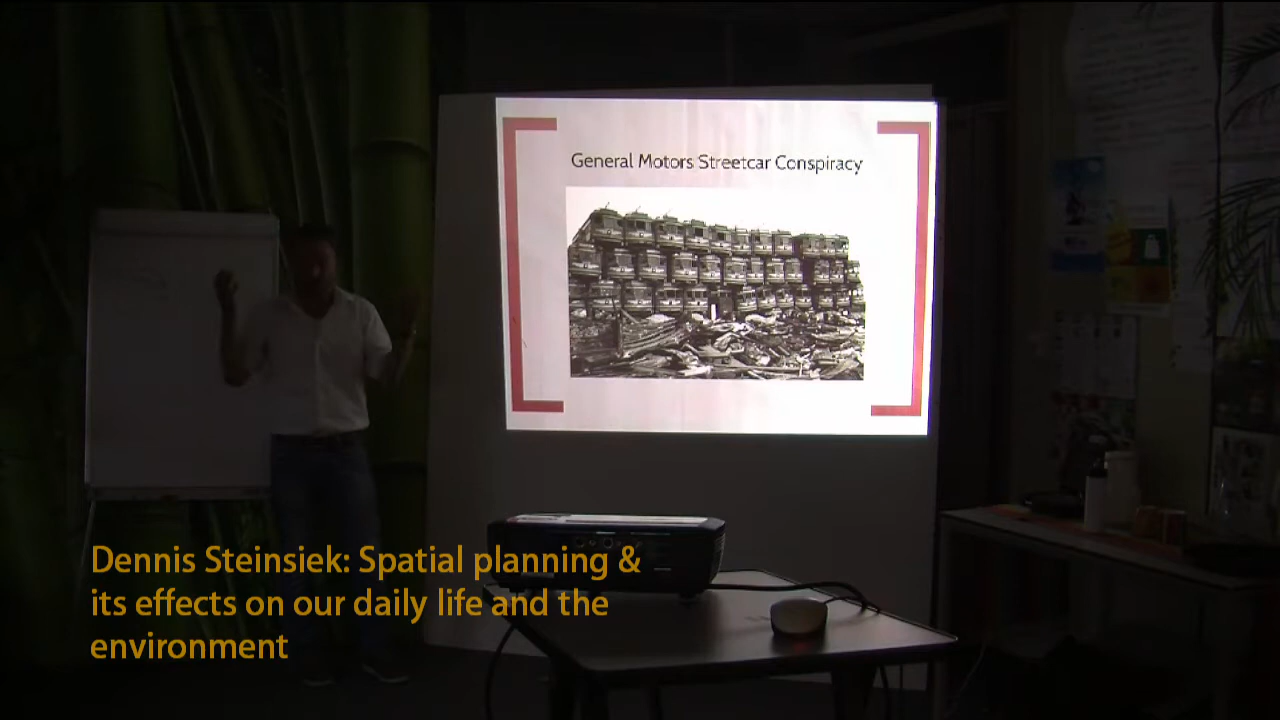 General Motors Streetcar Conspiracy
Dennis Steinsiek: Spatial planning &
its effects on our daily life and the
environment